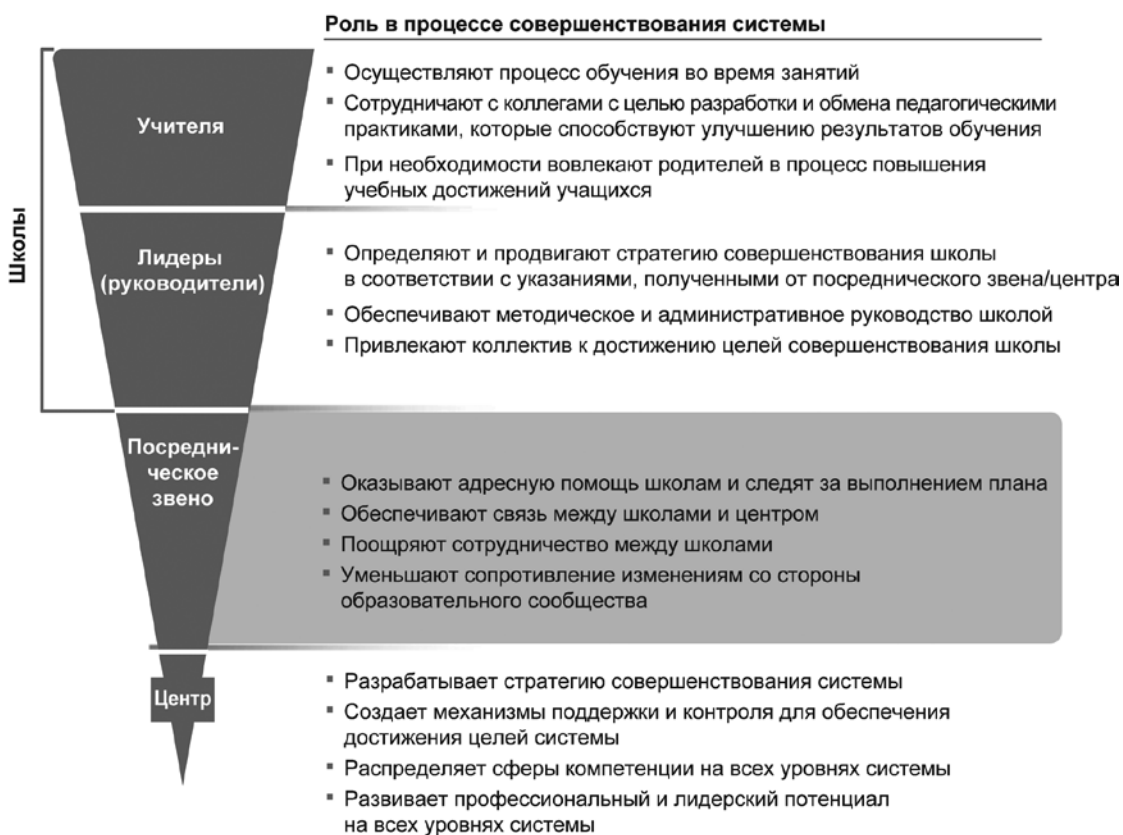 Роль в процессе совершенствования системы
Школы
Учителя
▪ Осуществляют процесс обучения во время занятий
▪ Сотрудничают с коллегами с целью разработки и обмена педагогическими
практиками, которые способствуют улучшению результатов обучения
▪ При необходимости вовлекают родителей в процесс повышения
учебных достижений учащихся
Лидеры
(руководители)
▪ Определяют и продвигают стратегию совершенствования школы
в соответствии с указаниями, полученными от посреднического звена/центра
▪ Обеспечивают методическое и административное руководство школой
▪ Привлекают коллектив к достижению целей совершенствования школы
Посредни-
ческое
звено
▪ Оказывают адресную помощь школам и следят за выполнением плана
▪ Обеспечивают связь между школами и центром
▪ Поощряют сотрудничество между школами
▪ Уменьшают сопротивление изменениям со стороны
образовательного сообщества
Центр
▪ Разрабатывает стратегию совершенствования системы
▪ Создает механизмы поддержки и контроля для обеспечения
достижения целей системы
▪ Распределяет сферы компетенции на всех уровнях системы
▪ Развивает профессиональный и лидерский потенциал
на всех уровнях системы